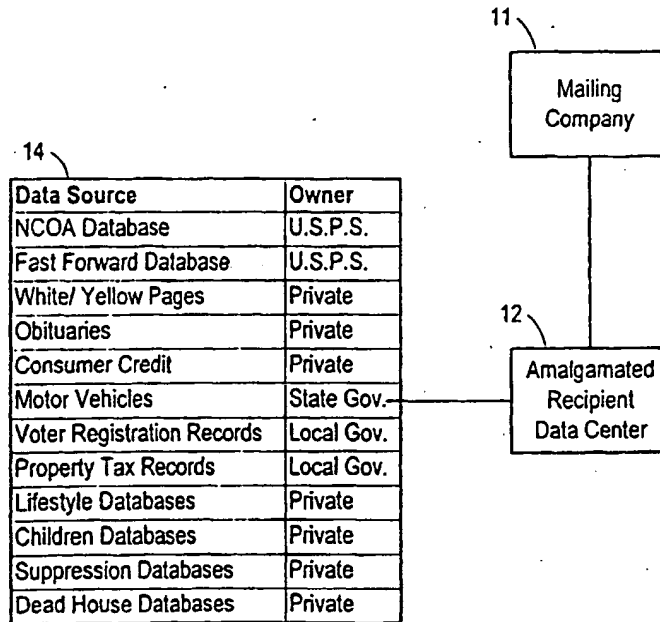 11
Mailing
Company
14
Data Source Owner
NCOA Database U.S.P.S.
Fast Forward Database U.S.P.S.
White/ Yellow Pages Private
Obituaries Private
Consumer Credit Private
Motor Vehicles State Gov.
Voter Registration Records Local Gov.
Property Tax Records Local Gov.
Lifestyle Databases Private
Children Databases Private
Suppression Databases Private
Dead House Databases Private
12
Amalgamated
Recipient
Data Center